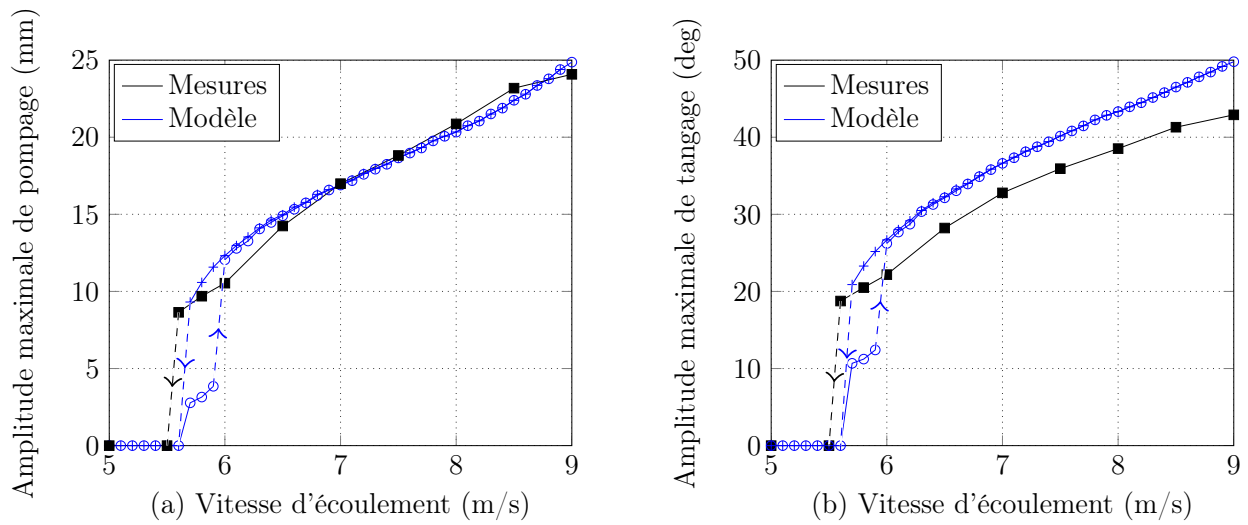 Amplitude maximale de pompage (mm)
25
20
15
10
5
0
Mesures
Modèle
5 6 7 8 9
(a) Vitesse d'écoulement (m/s)
Amplitude maximale de tangage (deg)
50
40
30
20
10
0
Mesures
Modèle
5 6 7 8 9
(b) Vitesse d'écoulement (m/s)